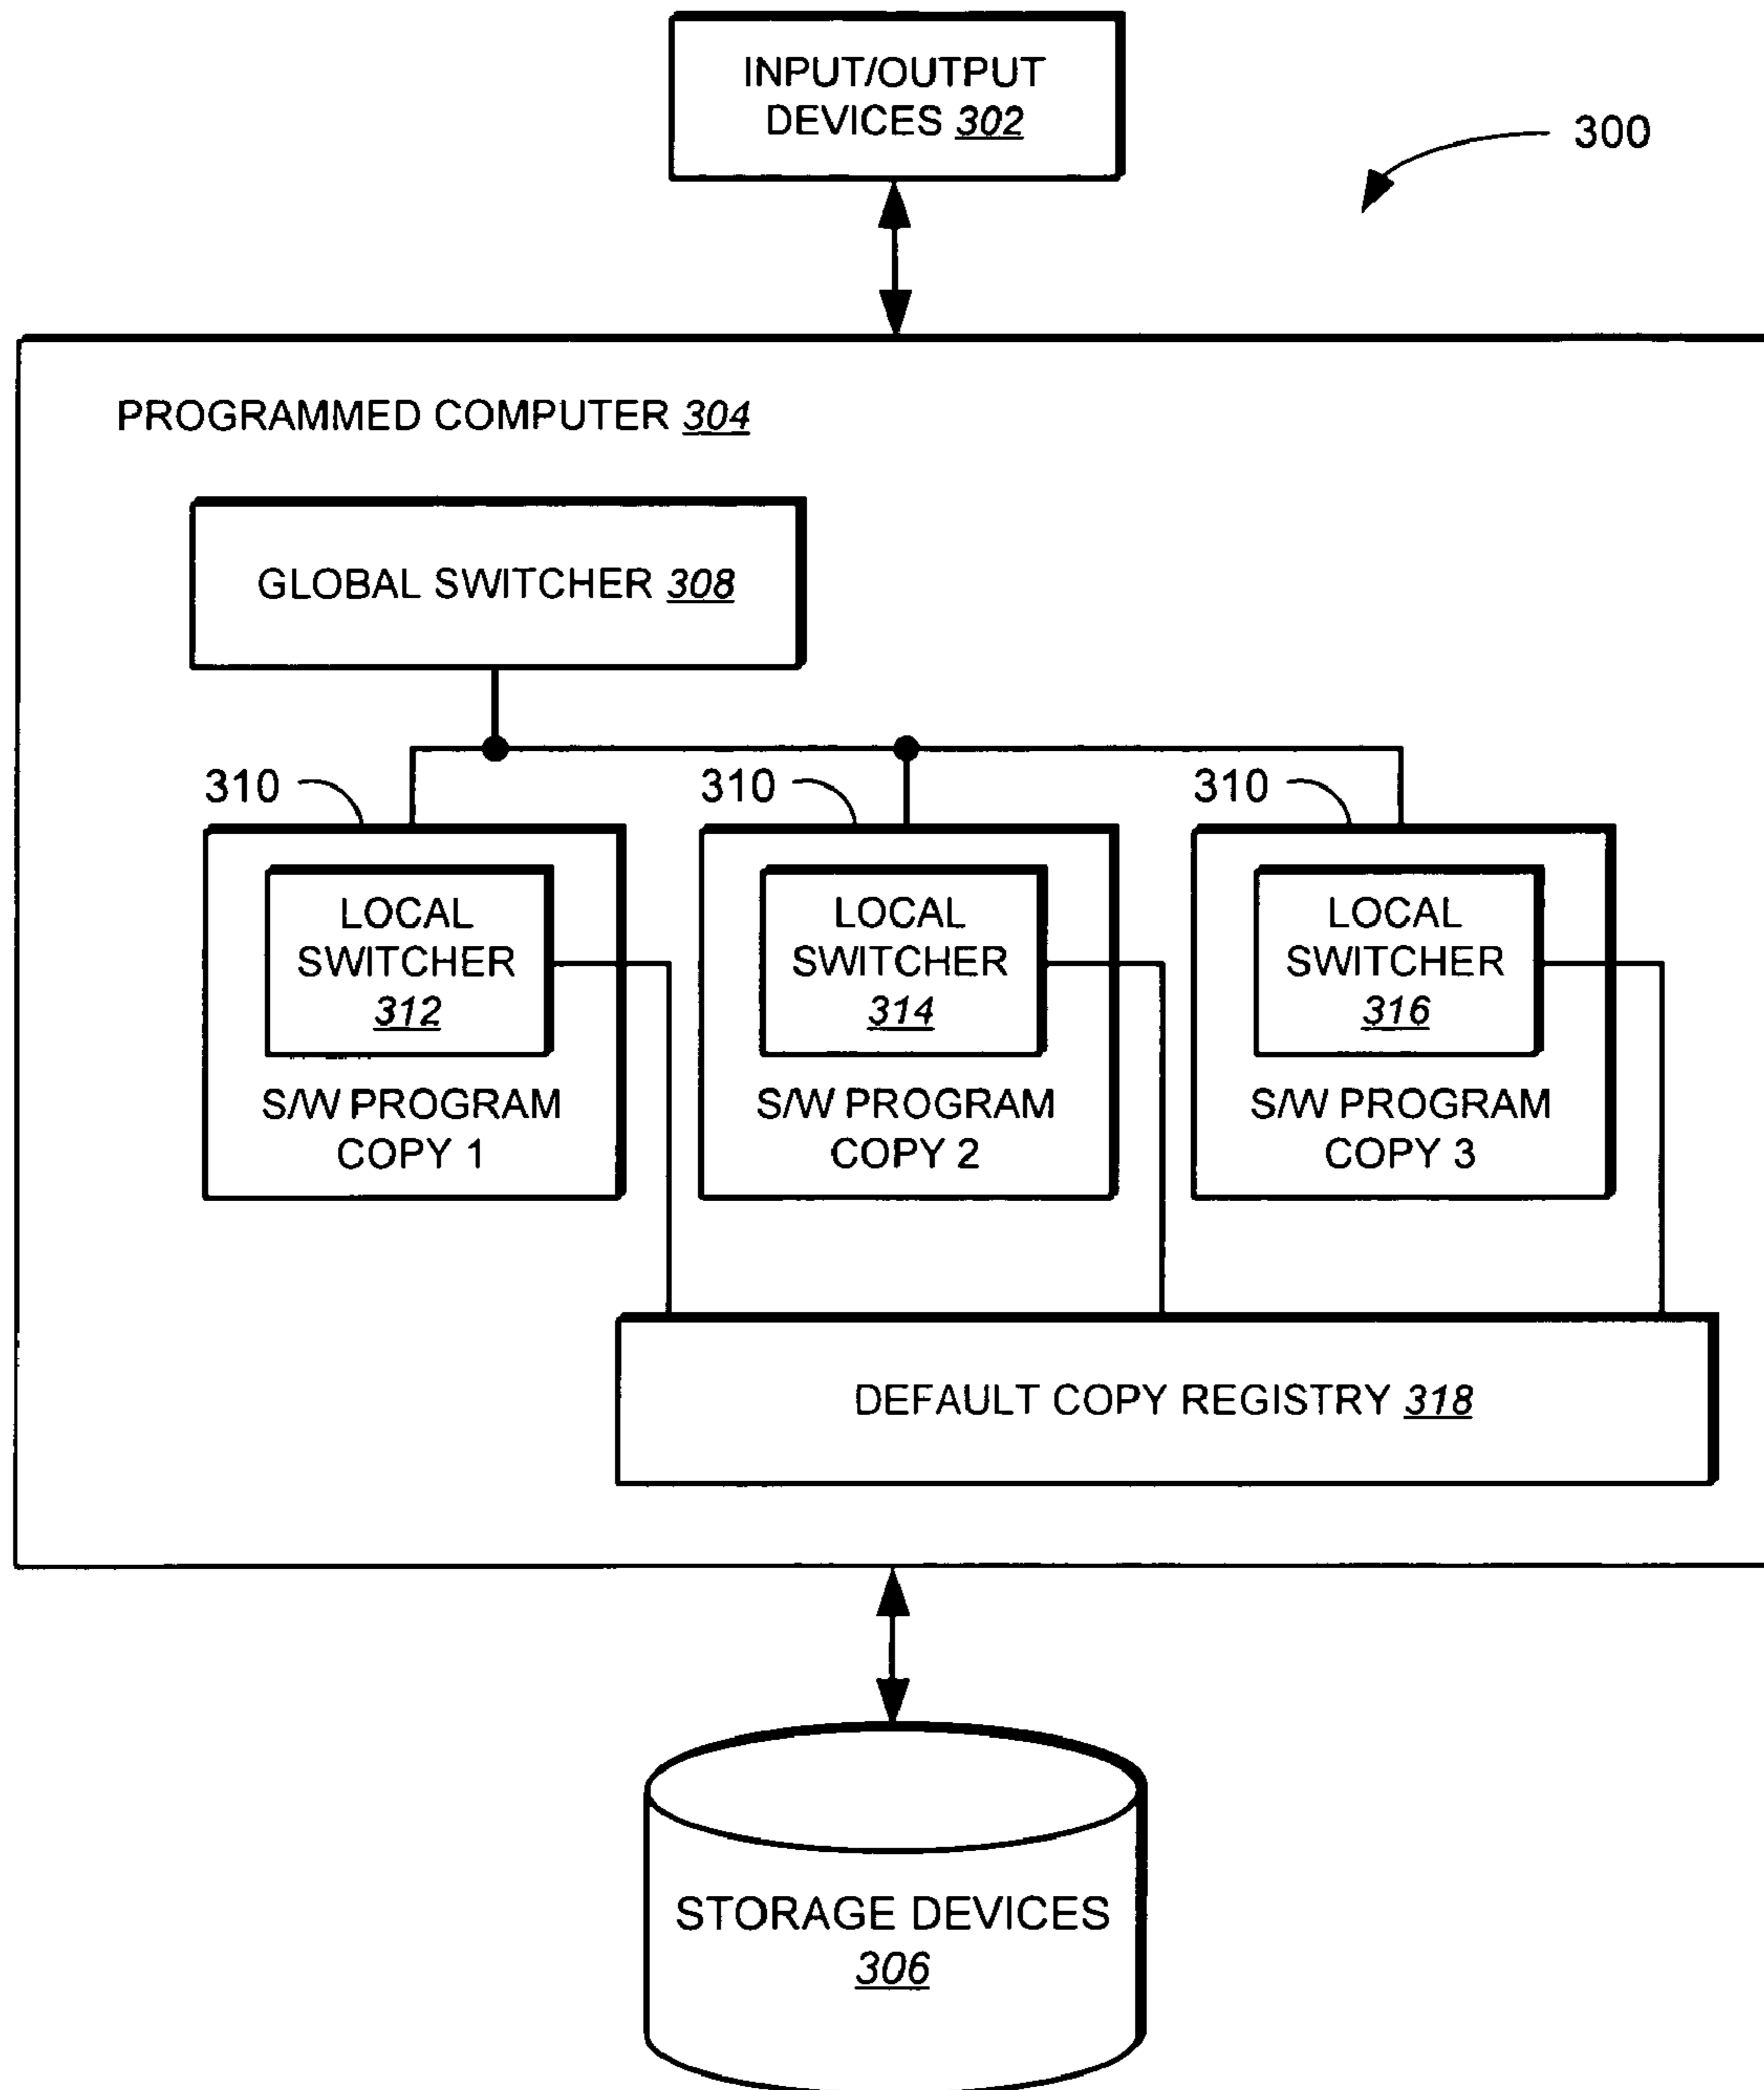 INPUT/OUTPUT
DEVICES 302
300
PROGRAMMED COMPUTER 304
GLOBAL SWITCHER 308
310
310
310
LOCAL
SWITCHER
312
LOCAL
SWITCHER
314
LOCAL
SWITCHER
316
S/W PROGRAM
COPY 1
S/W PROGRAM
COPY 2
S/W PROGRAM
COPY 3
DEFAULT COPY REGISTRY 318
STORAGE DEVICES
306